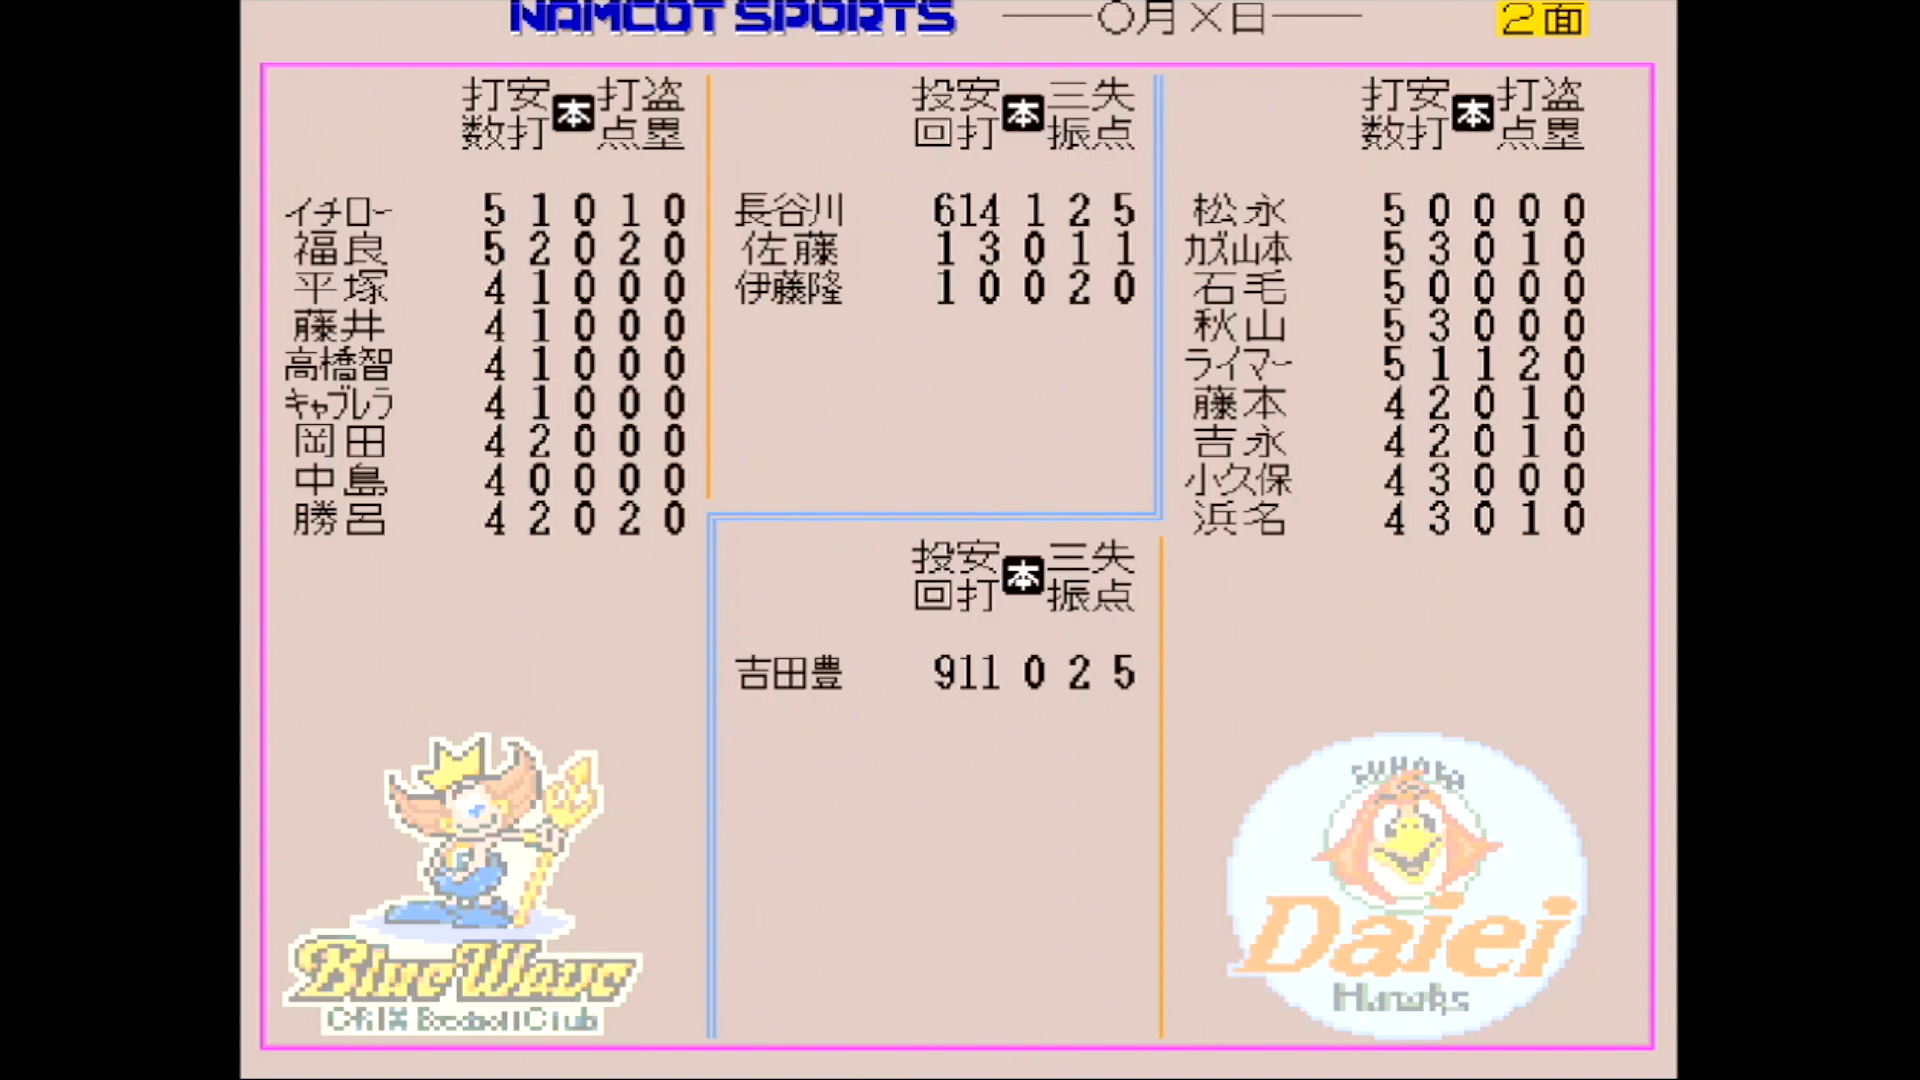 NAMCOT SPORTS ――○月×日―― 2面
打数 安打 本 打点 盗塁
イチロー 5 1 0 1 0
福良 5 2 0 2 0
平塚 4 1 0 0 0
藤井 4 1 0 0 0
高橋智 4 1 0 0 0
キャブレラ 4 1 0 0 0
岡田 4 2 0 0 0
中島 4 0 0 0 0
勝呂 4 2 0 2 0
Blue Wave
ORIX Baseball Club
投回 安打 本 三振 失点
長谷川 6 14 1 2 5
佐藤 1 3 0 1 1
伊藤隆 1 0 0 2 0
投回 安打 本 三振 失点
吉田豊 9 11 0 2 5
打数 安打 本 打点 盗塁
松永 5 0 0 0 0
カズ山本 5 3 0 1 0
石毛 5 0 0 0 0
秋山 5 3 0 0 0
ライマー 5 1 1 2 0
藤本 4 2 0 1 0
吉永 4 2 0 1 0
小久保 4 3 0 0 0
浜名 4 3 0 1 0
Daiei
Hawks